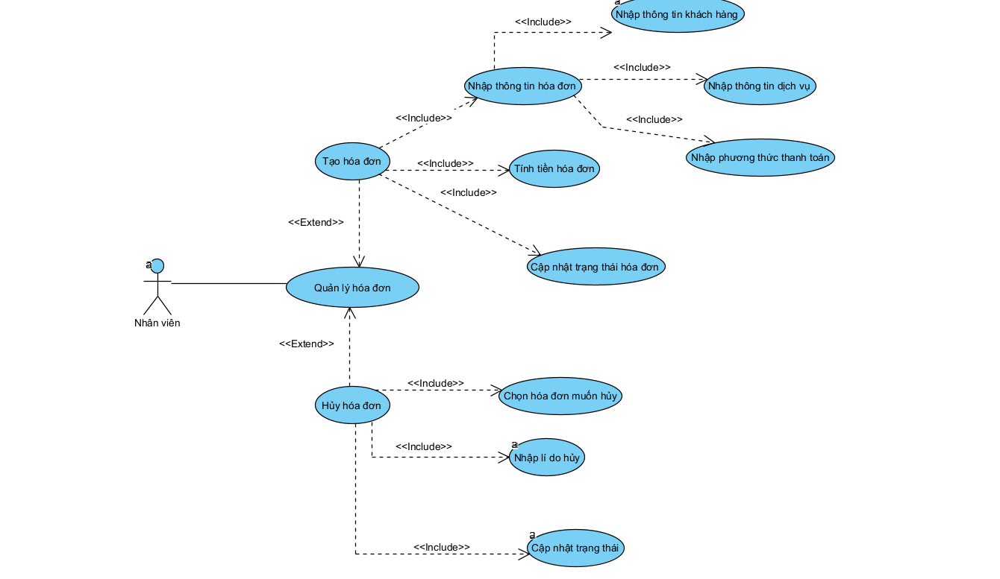 a
Nhập thông tin khách hàng
<<Include>>
<<Include>>
Nhập thông tin hóa đơn
Nhập thông tin dịch vụ
<<Include>>
<<Include>>
Nhập phương thức thanh toán
Tạo hóa đơn
<<Include>>
Tính tiền hóa đơn
<<Include>>
<<Extend>>
Cập nhật trạng thái hóa đơn
a
Quản lý hóa đơn
Nhân viên
<<Extend>>
<<Include>>
Chọn hóa đơn muốn hủy
Hủy hóa đơn
<<Include>>
a
Nhập lí do hủy
a
<<Include>>
Cập nhật trạng thái